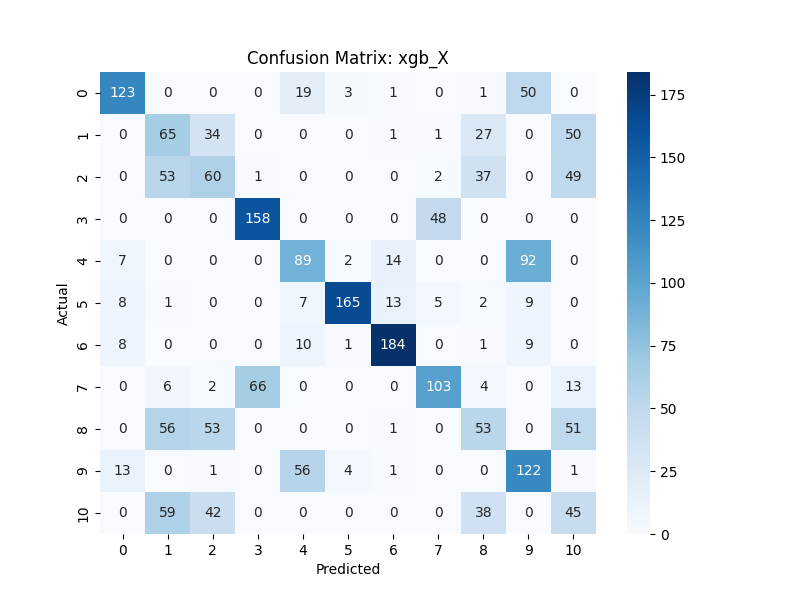 Confusion Matrix: xgb_X
0 123 0 0 0 19 3 1 0 1 50 0
1 0 65 34 0 0 0 1 1 27 0 50
2 0 53 60 1 0 0 0 2 37 0 49
3 0 0 0 158 0 0 0 48 0 0 0
4 7 0 0 0 89 2 14 0 0 92 0
5 8 1 0 0 7 165 13 5 2 9 0
6 8 0 0 0 10 1 184 0 1 9 0
7 0 6 2 66 0 0 0 103 4 0 13
8 0 56 53 0 0 0 1 0 53 0 51
9 13 0 1 0 56 4 1 0 0 122 1
10 0 59 42 0 0 0 0 0 38 0 45
0 1 2 3 4 5 6 7 8 9 10
Predicted
Actual
175
150
125
100
75
50
25
0